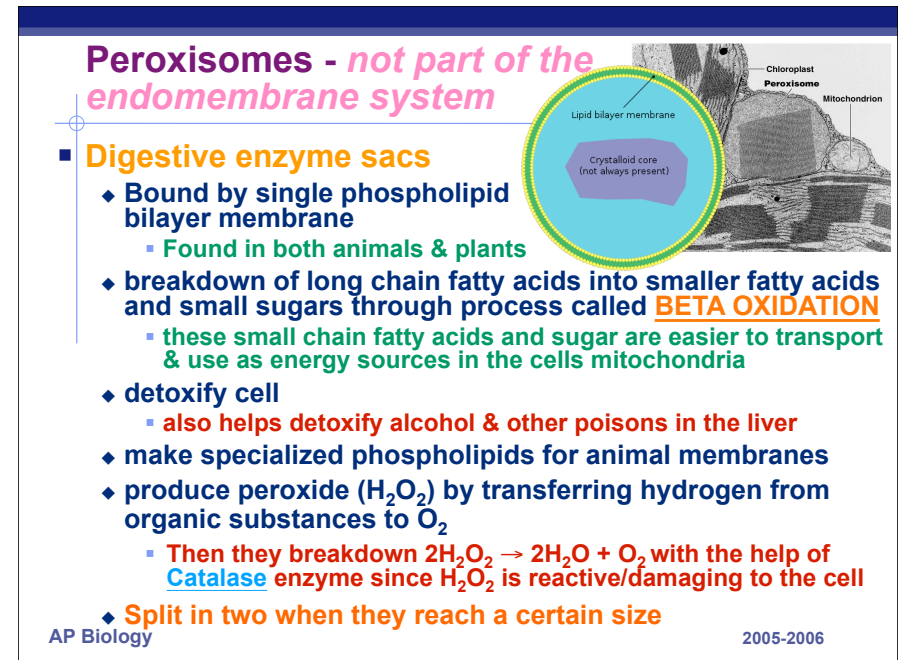 Peroxisomes - not part of the
endomembrane system
Chloroplast
Peroxisome
Mitochondrion
Lipid bilayer membrane
Crystalloid core
(not always present)
▪ Digestive enzyme sacs
◆ Bound by single phospholipid
bilayer membrane
▪ Found in both animals & plants
◆ breakdown of long chain fatty acids into smaller fatty acids
and small sugars through process called BETA OXIDATION
▪ these small chain fatty acids and sugar are easier to transport
& use as energy sources in the cells mitochondria
◆ detoxify cell
▪ also helps detoxify alcohol & other poisons in the liver
◆ make specialized phospholipids for animal membranes
◆ produce peroxide (H₂O₂) by transferring hydrogen from
organic substances to O₂
▪ Then they breakdown 2H₂O₂ → 2H₂O + O₂ with the help of
Catalase enzyme since H₂O₂ is reactive/damaging to the cell
◆ Split in two when they reach a certain size
AP Biology
2005-2006